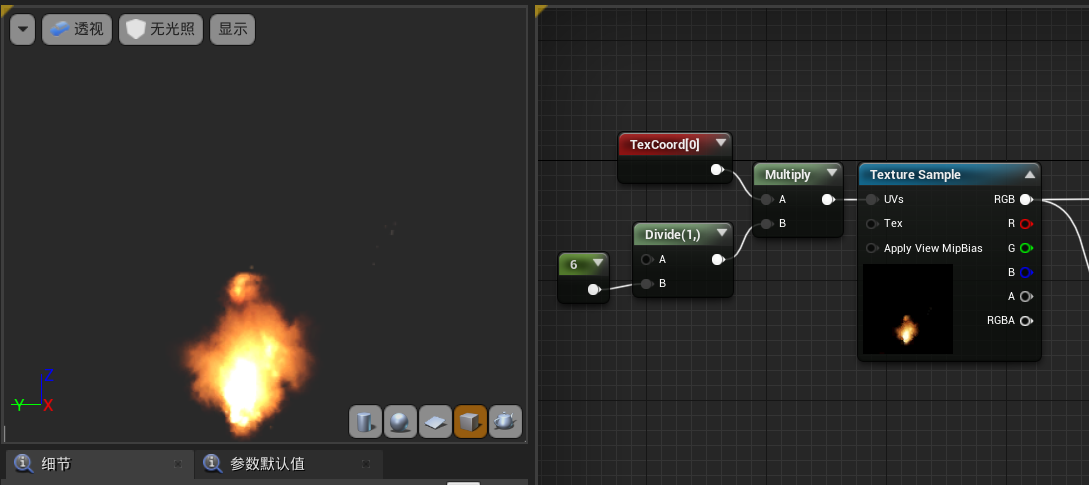 透视
无光照
显示
Z
Y
X
细节
参数默认值
TexCoord[0]
Multiply
A
B
Divide(1,)
A
B
6
Texture Sample
UVs
RGB
Tex
R
Apply View MipBias
G
B
A
RGBA